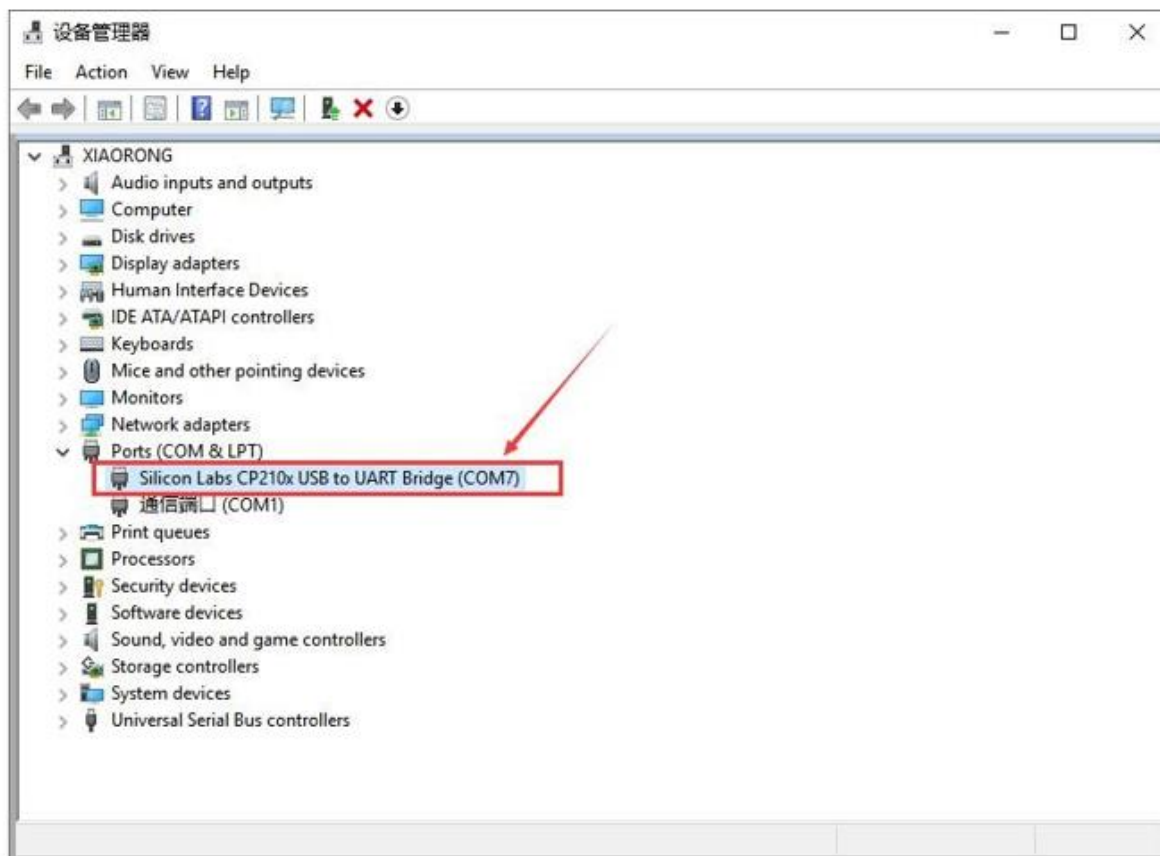 设备管理器
File Action View Help
XIAORONG
Audio inputs and outputs
Computer
Disk drives
Display adapters
Human Interface Devices
IDE ATA/ATAPI controllers
Keyboards
Mice and other pointing devices
Monitors
Network adapters
Ports (COM & LPT)
Silicon Labs CP210x USB to UART Bridge (COM7)
通信端口 (COM1)
Print queues
Processors
Security devices
Software devices
Sound, video and game controllers
Storage controllers
System devices
Universal Serial Bus controllers